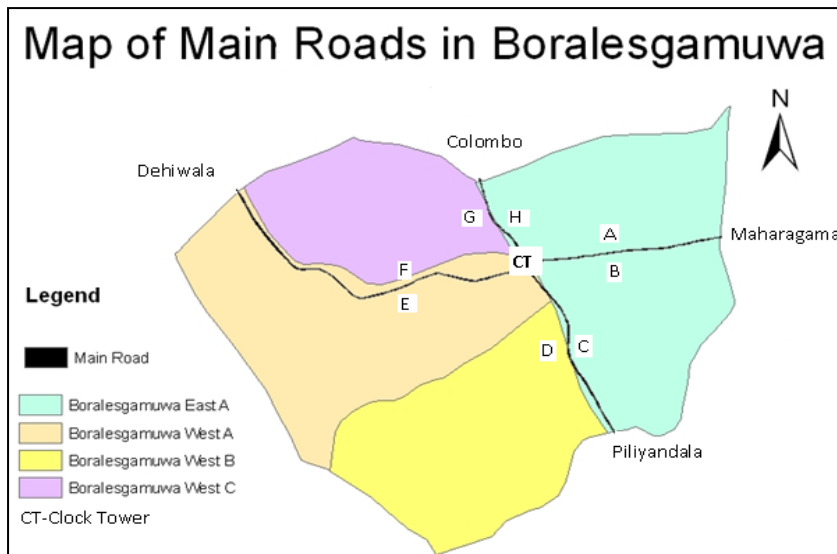 Map of Main Roads in Boralesgamuwa
N
Colombo
Dehiwala
G
H
A
Maharagama
CT
B
F
E
Legend
D
C
Main Road
Boralesgamuwa East A
Boralesgamuwa West A
Boralesgamuwa West B
Piliyandala
Boralesgamuwa West C
CT-Clock Tower